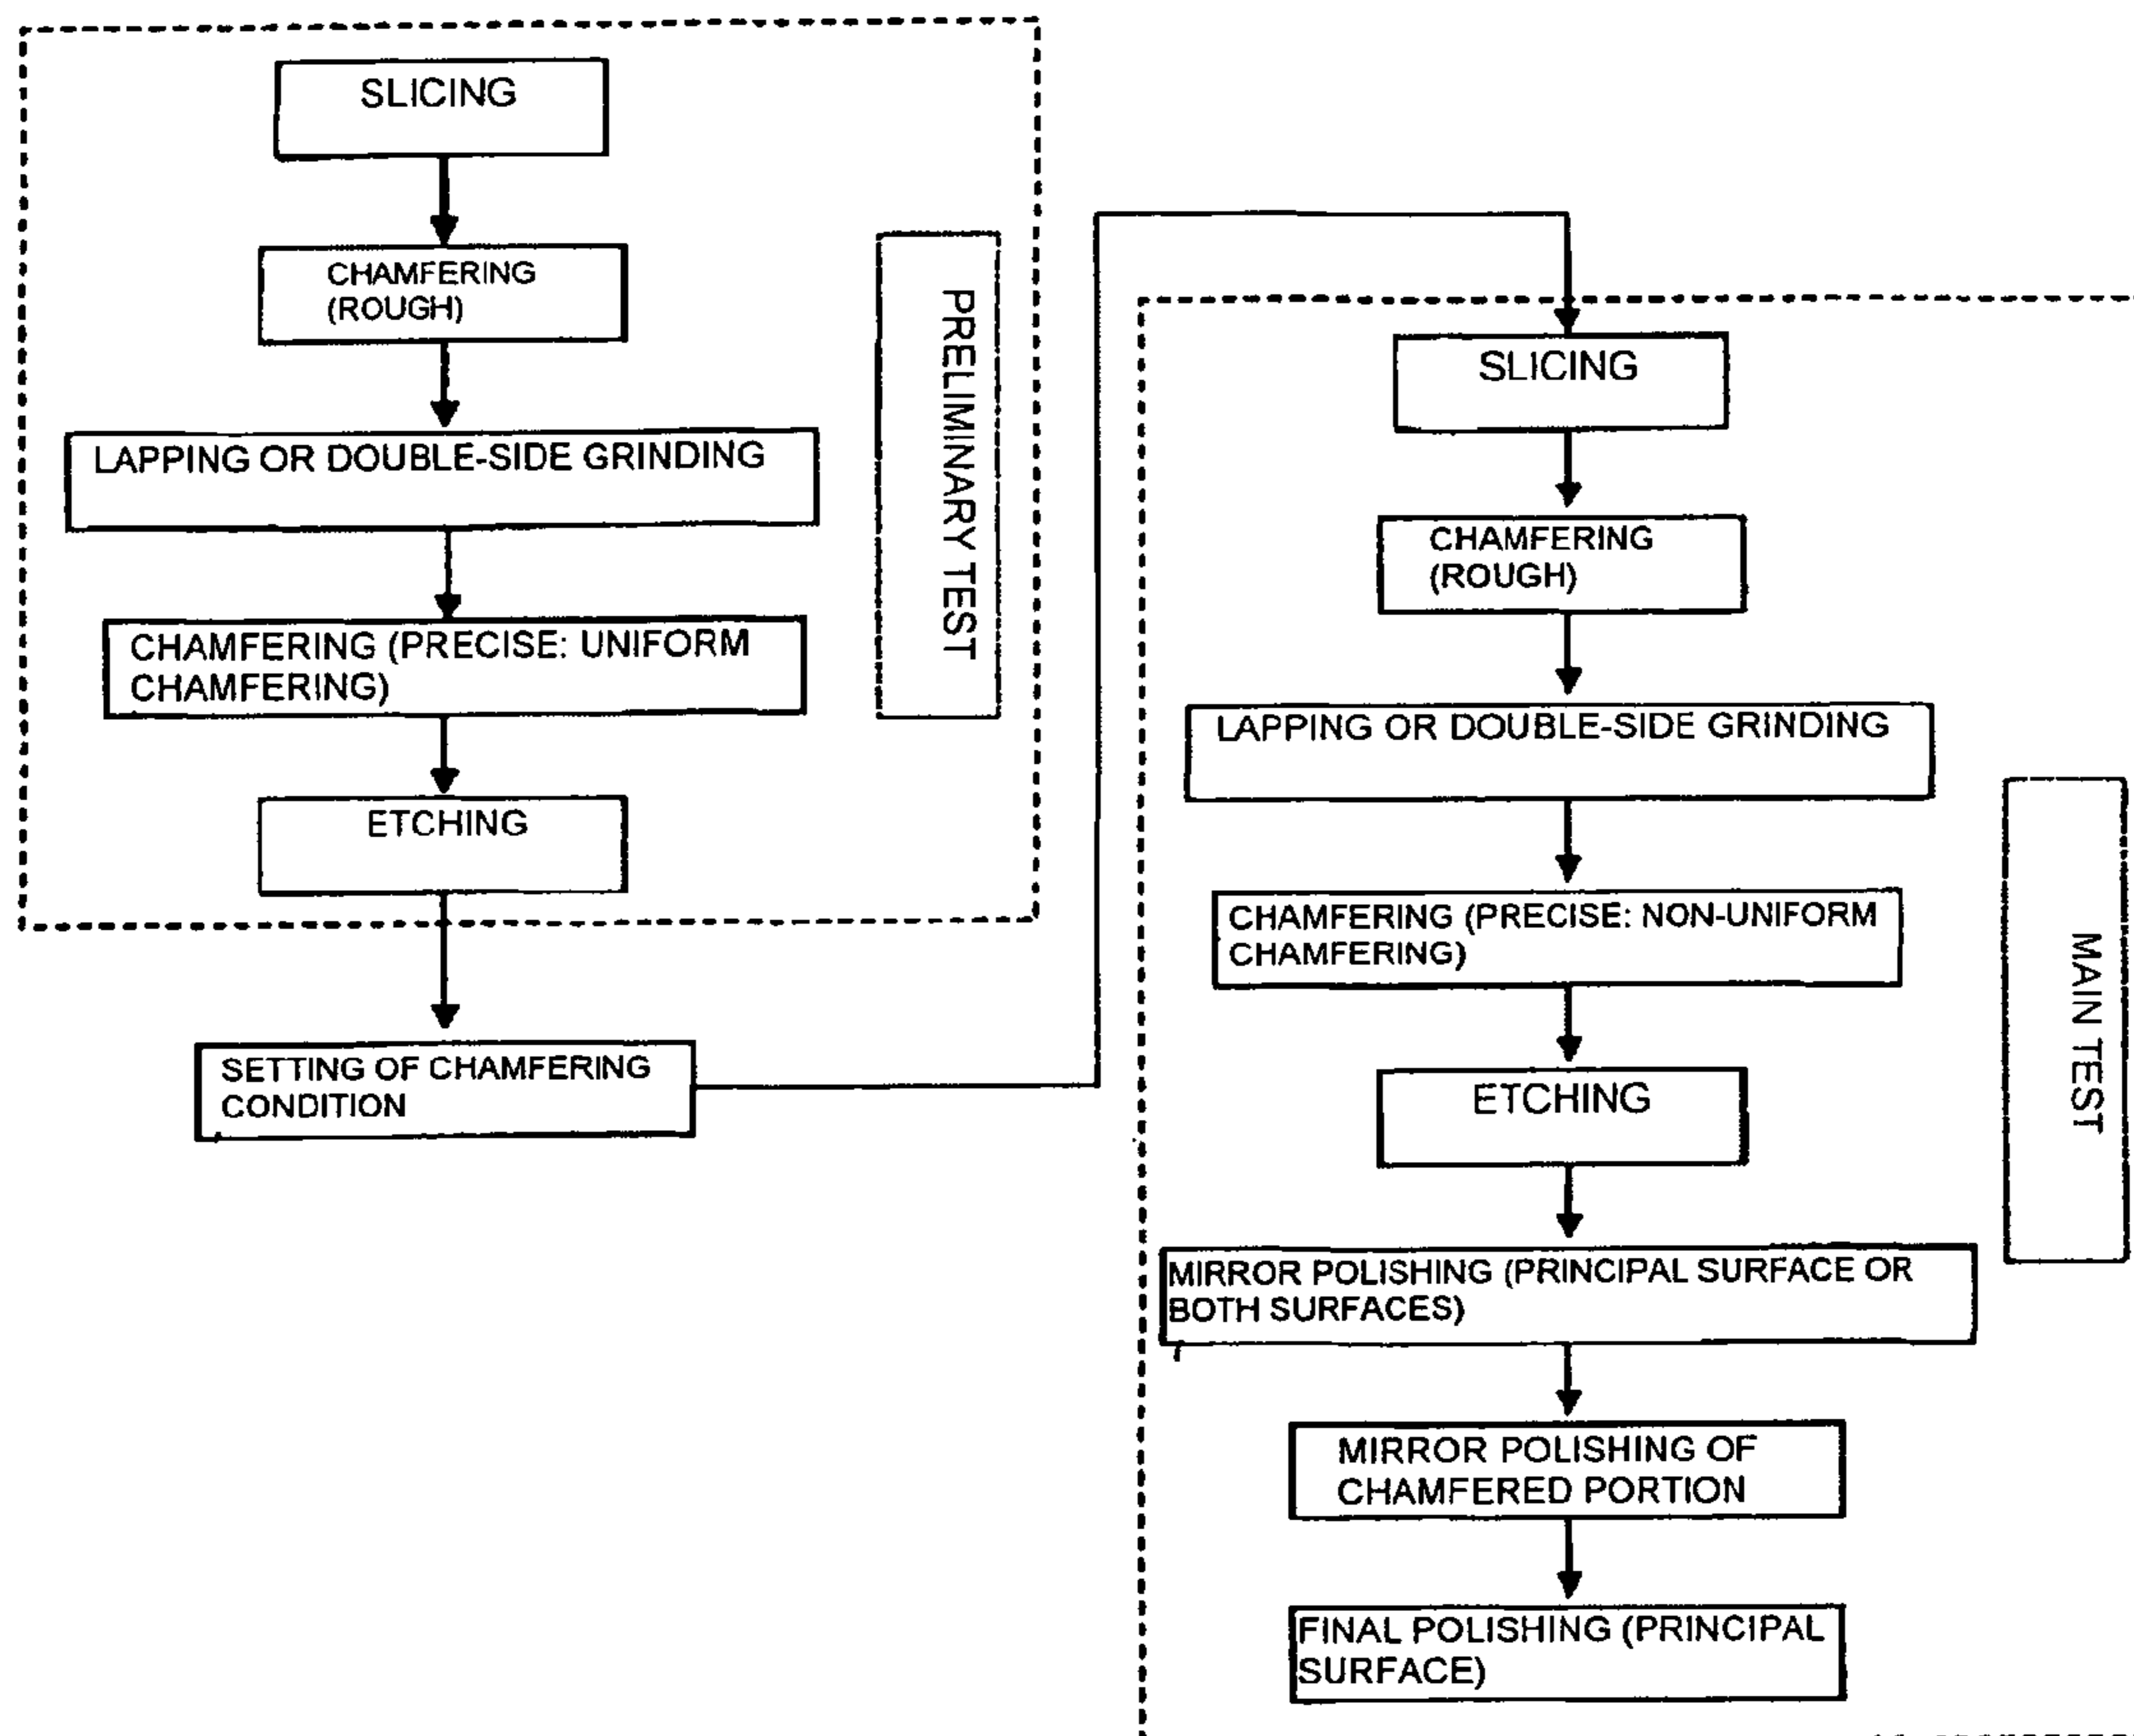 SLICING
CHAMFERING
(ROUGH)
LAPPING OR DOUBLE-SIDE GRINDING
CHAMFERING (PRECISE: UNIFORM
CHAMFERING)
ETCHING
PRELIMINARY TEST
SETTING OF CHAMFERING
CONDITION
SLICING
CHAMFERING
(ROUGH)
LAPPING OR DOUBLE-SIDE GRINDING
CHAMFERING (PRECISE: NON-UNIFORM
CHAMFERING)
ETCHING
MIRROR POLISHING (PRINCIPAL SURFACE OR
BOTH SURFACES)
MIRROR POLISHING OF
CHAMFERED PORTION
FINAL POLISHING (PRINCIPAL
SURFACE)
MAIN TEST